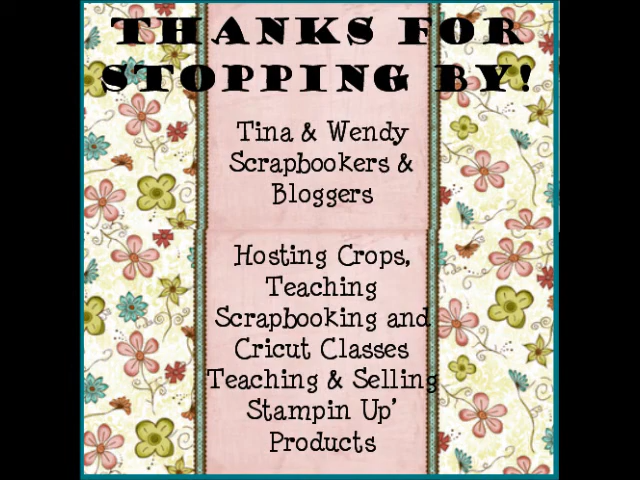 THANKS FOR
STOPPING BY!
Tina & Wendy
Scrapbookers &
Bloggers
Hosting Crops,
Teaching
Scrapbooking and
Cricut Classes
Teaching & Selling
Stampin Up'
Products